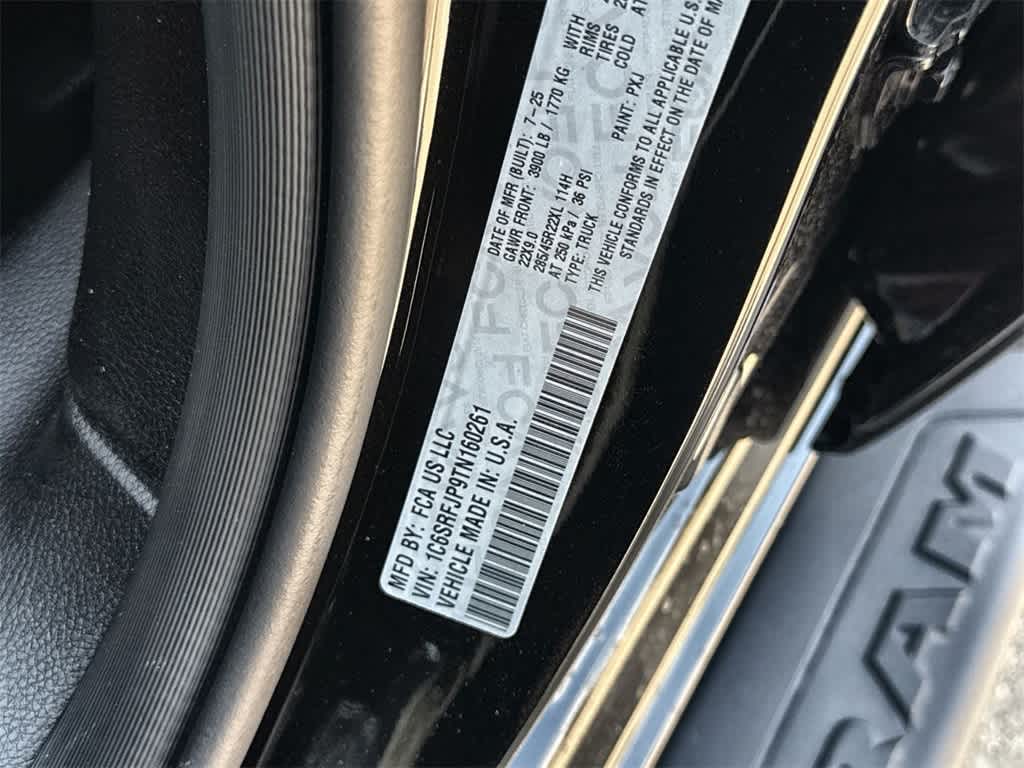 MFD BY: FCA US LLC
VIN: 1C6SRFJP9TN160261
VEHICLE MADE IN: U.S.A.
DATE OF MFR (BUILT): 7-25
GAWR FRONT: 3900 LB / 1770 KG WITH
22X9.0 RIMS
285/45R22XL 114H TIRES
AT 250 kPa / 36 PSI COLD
TYPE: TRUCK PAINT: PXJ
THIS VEHICLE CONFORMS TO ALL APPLICABLE U.S.
STANDARDS IN EFFECT ON THE DATE OF
RAM